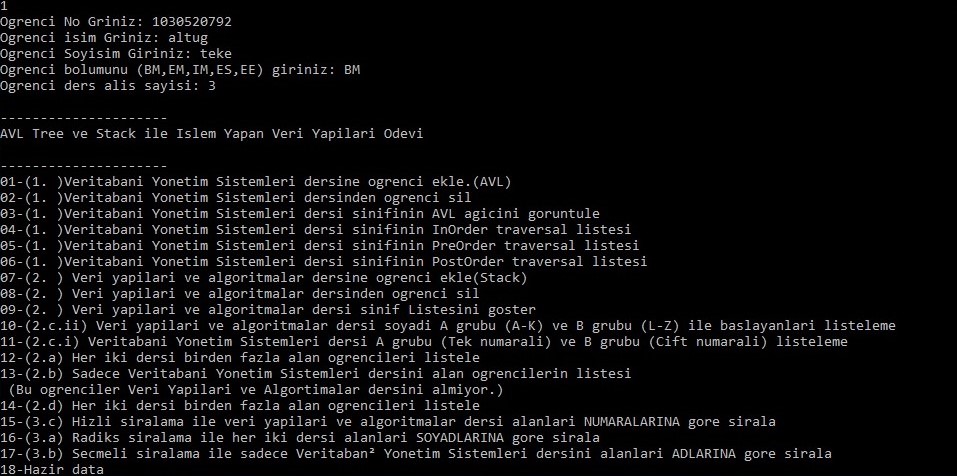 1
Ogrenci No Griniz: 1030520792
Ogrenci isim Griniz: altug
Ogrenci Soyisim Giriniz: teke
Ogrenci bolumunu (BM,EM,IM,ES,EE) giriniz: BM
Ogrenci ders alis sayisi: 3
---------------------
AVL Tree ve Stack ile Islem Yapan Veri Yapilari Odevi
---------------------
01-(1. )Veritabani Yonetim Sistemleri dersine ogrenci ekle.(AVL)
02-(1. )Veritabani Yonetim Sistemleri dersinden ogrenci sil
03-(1. )Veritabani Yonetim Sistemleri dersi sinifinin AVL agicini goruntule
04-(1. )Veritabani Yonetim Sistemleri dersi sinifinin InOrder traversal listesi
05-(1. )Veritabani Yonetim Sistemleri dersi sinifinin PreOrder traversal listesi
06-(1. )Veritabani Yonetim Sistemleri dersi sinifinin PostOrder traversal listesi
07-(2. ) Veri yapilari ve algoritmalar dersine ogrenci ekle(Stack)
08-(2. ) Veri yapilari ve algoritmalar dersinden ogrenci sil
09-(2. ) Veri yapilari ve algoritmalar dersi sinif Listesini goster
10-(2.c.ii) Veri yapilari ve algoritmalar dersi soyadi A grubu (A-K) ve B grubu (L-Z) ile baslayanlari listeleme
11-(2.c.i) Veritabani Yonetim Sistemleri dersi A grubu (Tek numarali) ve B grubu (Cift numarali) listeleme
12-(2.a) Her iki dersi birden fazla alan ogrencileri listele
13-(2.b) Sadece Veritabani Yonetim Sistemleri dersini alan ogrencilerin listesi
(Bu ogrenciler Veri Yapilari ve Algortimalar dersini almiyor.)
14-(2.d) Her iki dersi birden fazla alan ogrencileri listele
15-(3.c) Hizli siralama ile veri yapilari ve algoritmalar dersi alanlari NUMARALARINA gore sirala
16-(3.a) Radiks siralama ile her iki dersi alanlari SOYADLARINA gore sirala
17-(3.b) Secmeli siralama ile sadece Veritaban² Yonetim Sistemleri dersini alanlari ADLARINA gore sirala
18-Hazir data